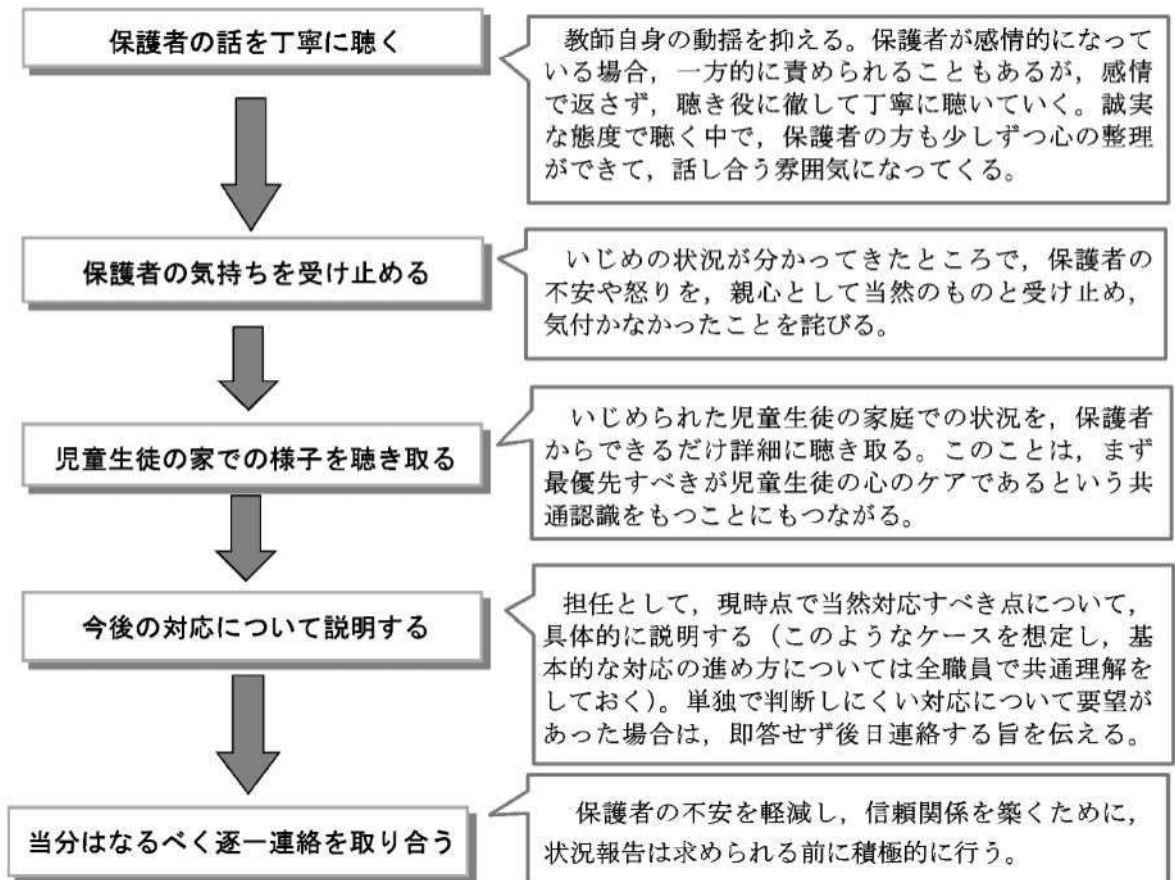 保護者の話を丁寧に聴く
教師自身の動揺を抑える。保護者が感情的になって
いる場合，一方的に責められることもあるが，感情
で返さず，聴き役に徹して丁寧に聴いていく。誠実
な態度で聴く中で，保護者の方も少しずつ心の整理
ができて，話し合う雰囲気になってくる。
保護者の気持ちを受け止める
いじめの状況が分かってきたところで，保護者の
不安や怒りを，親心として当然のものと受け止め，
気付かなかったことを詫びる。
児童生徒の家での様子を聴き取る
いじめられた児童生徒の家庭での状況を，保護者
からできるだけ詳細に聴き取る。このことは，まず
最優先すべきが児童生徒の心のケアであるという共
通認識をもつことにもつながる。
今後の対応について説明する
担任として，現時点で当然対応すべき点について，
具体的に説明する（このようなケースを想定し，基
本的な対応の進め方については全職員で共通理解を
しておく）。単独で判断しにくい対応について要望が
あった場合は，即答せず後日連絡する旨を伝える。
当分はなるべく逐一連絡を取り合う
保護者の不安を軽減し，信頼関係を築くために，
状況報告は求められる前に積極的に行う。